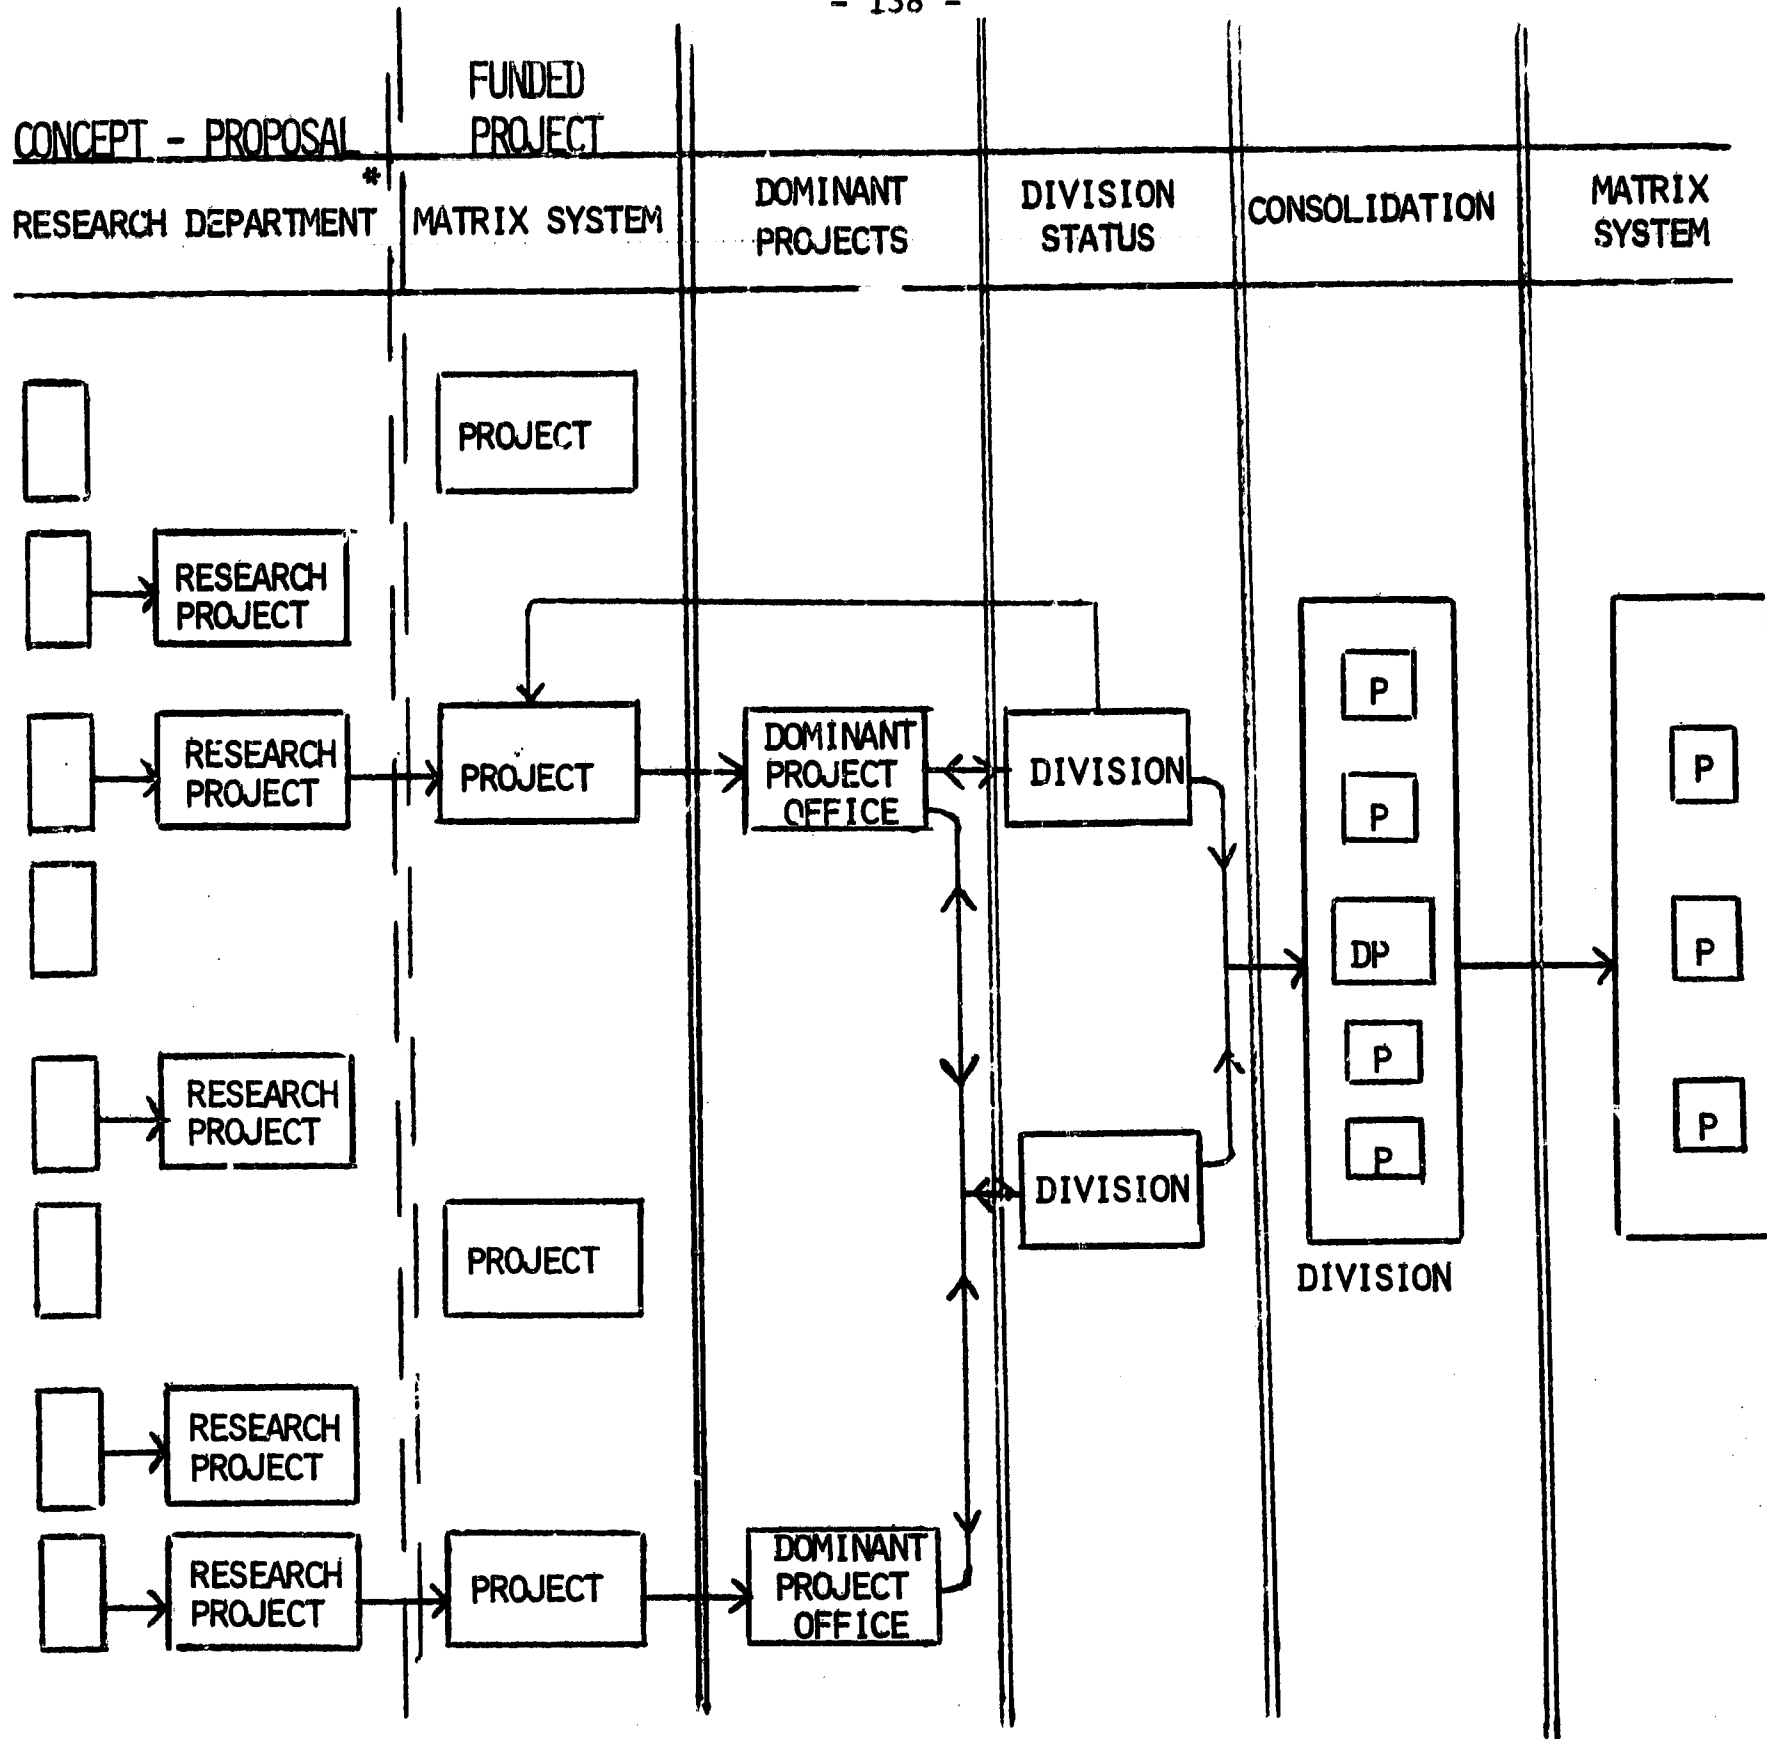 - 138 -
FUNDED
CONCEPT - PROPOSAL PROJECT
*
RESEARCH DEPARTMENT
MATRIX SYSTEM
DOMINANT
PROJECTS
DIVISION
STATUS
CONSOLIDATION
MATRIX
SYSTEM
PROJECT
RESEARCH
PROJECT
RESEARCH
PROJECT
PROJECT
DOMINANT
PROJECT
OFFICE
DIVISION
P
P
DP
P
P
DIVISION
P
P
P
RESEARCH
PROJECT
DIVISION
PROJECT
RESEARCH
PROJECT
RESEARCH
PROJECT
PROJECT
DOMINANT
PROJECT
OFFICE